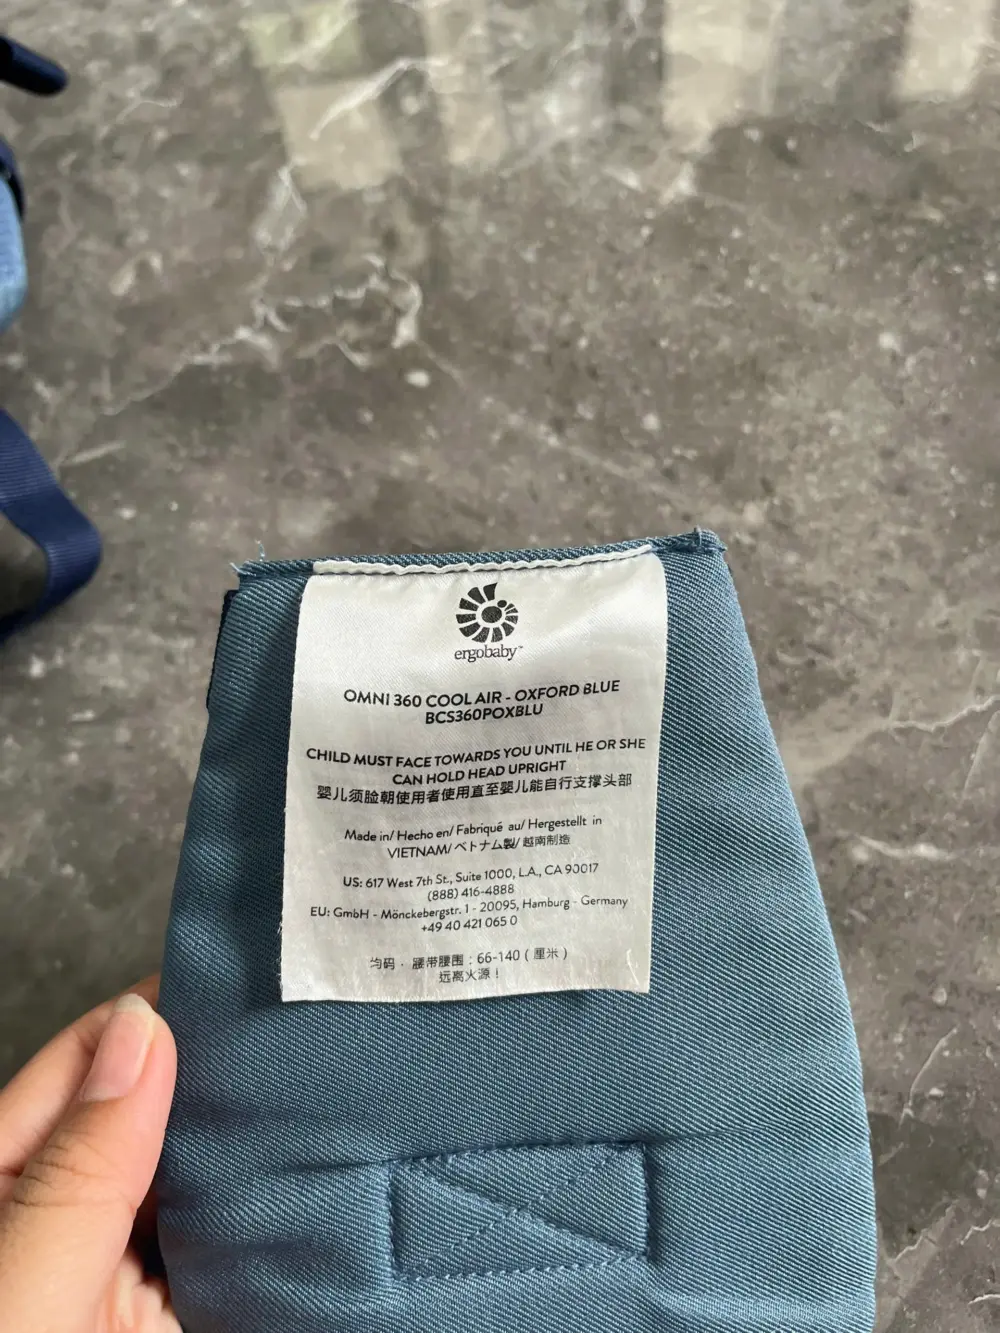 ergobaby™
OMNI 360 COOL AIR - OXFORD BLUE
BCS360POXBLU
CHILD MUST FACE TOWARDS YOU UNTIL HE OR SHE
CAN HOLD HEAD UPRIGHT
婴儿须脸朝使用者使用直至婴儿能自行支撑头部
Made in/ Hecho en/ Fabriqué au/ Hergestellt in
VIETNAM/ ベトナム製/ 越南制造
US: 617 West 7th St., Suite 1000, L.A., CA 90017
(888) 416-4888
EU: GmbH - Mönckebergstr. 1 - 20095, Hamburg - Germany
+49 40 421 065 0
均码 · 腰带腰围：66-140（厘米）
远离火源！